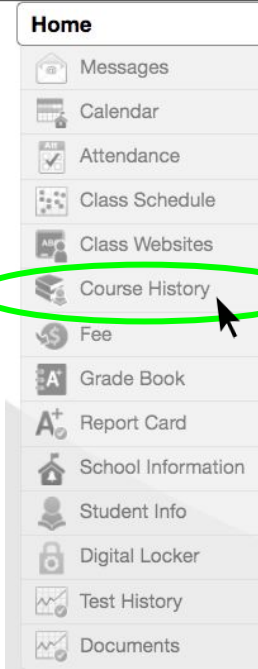 Home
Messages
Calendar
Attendance
Class Schedule
Class Websites
Course History
Fee
Grade Book
Report Card
School Information
Student Info
Digital Locker
Test History
Documents